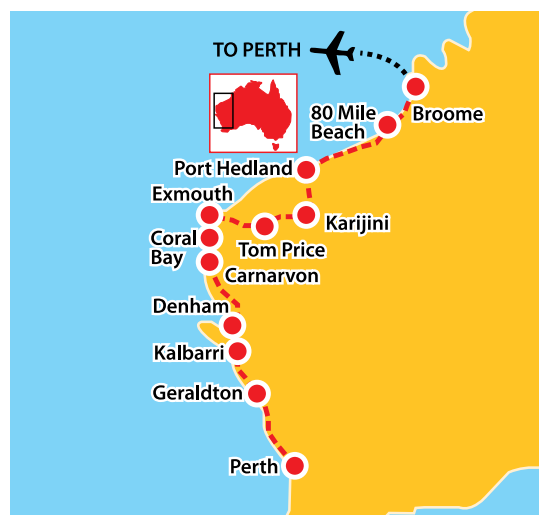 TO PERTH
Broome
80 Mile
Beach
Port Hedland
Exmouth
Karijini
Coral
Bay
Tom Price
Carnarvon
Denham
Kalbarri
Geraldton
Perth